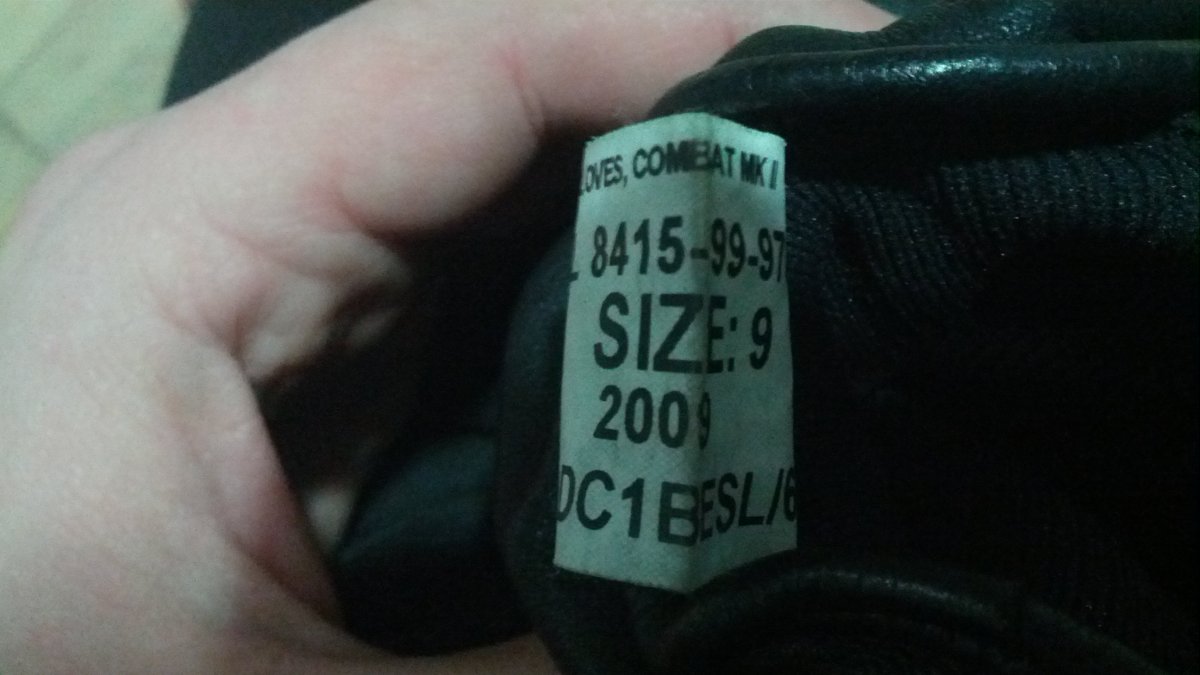 LOVES, COMBAT MK II
L 8415-99-97
SIZE: 9
2009
DC1BESL/6